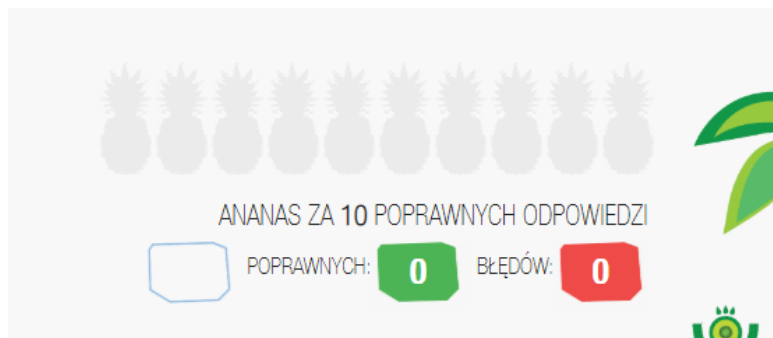 ANANAS ZA 10 POPRAWNYCH ODPOWIEDZI
POPRAWNYCH: 0 BŁĘDÓW: 0